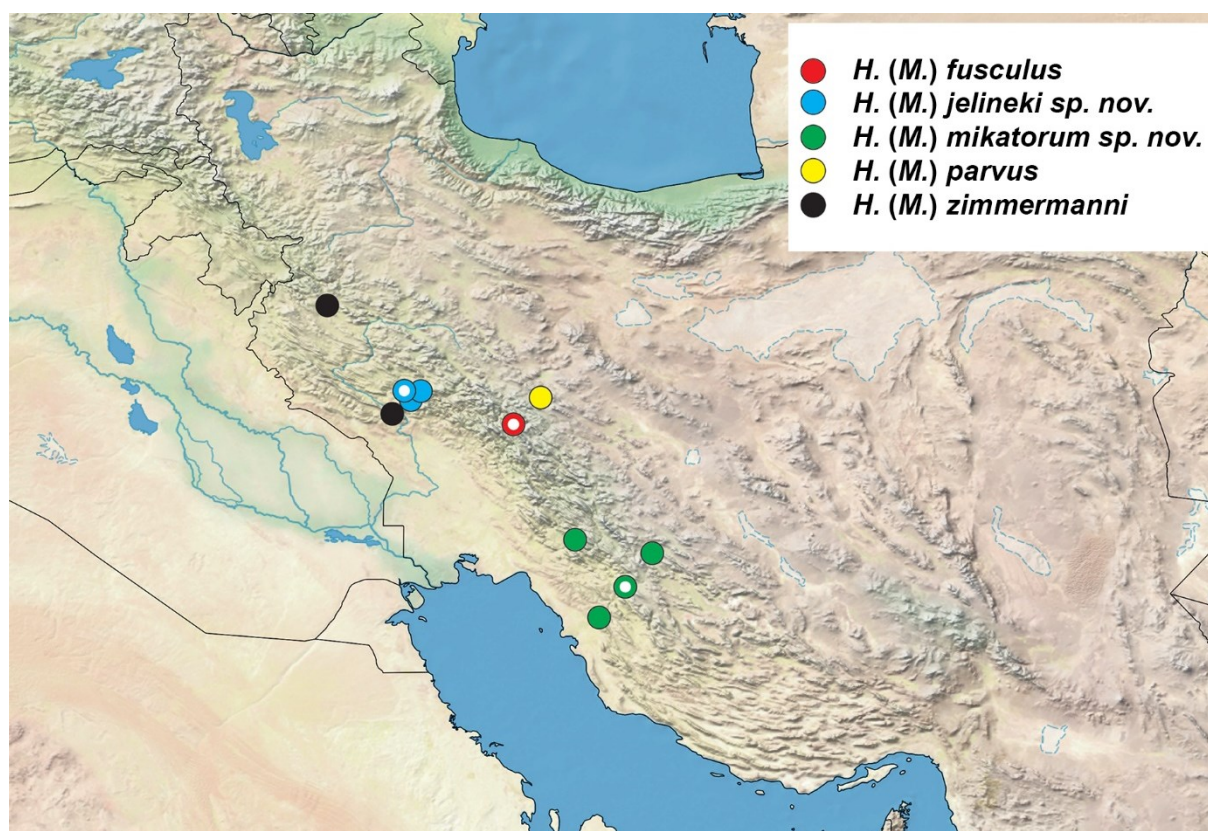 H. (M.) fusculus
H. (M.) jelineki sp. nov.
H. (M.) mikatorum sp. nov.
H. (M.) parvus
H. (M.) zimmermanni